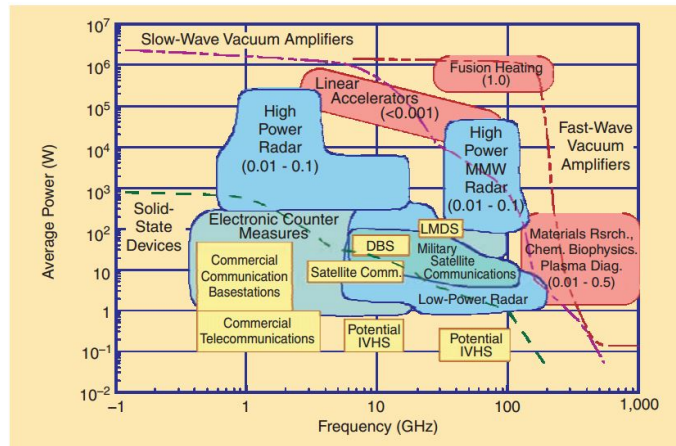 10^7
10^6
10^5
10^4
10^3
10^2
10
1
10^−1
10^−2
Average Power (W)
−1
1
10
100
1,000
Frequency (GHz)
Slow-Wave Vacuum Amplifiers
Fusion Heating
(1.0)
Linear
Accelerators
(<0.001)
High
Power
Radar
(0.01 - 0.1)
High
Power
MMW
Radar
(0.01 - 0.1)
Fast-Wave
Vacuum
Amplifiers
Solid-
State
Devices
Electronic Counter
Measures
LMDS
DBS
Military
Satellite
Communications
Materials Rsrch.,
Chem. Biophysics.
Plasma Diag.
(0.01 - 0.5)
Commercial
Communication
Basestations
Satellite Comm.
Low-Power Radar
Commercial
Telecommunications
Potential
IVHS
Potential
IVHS